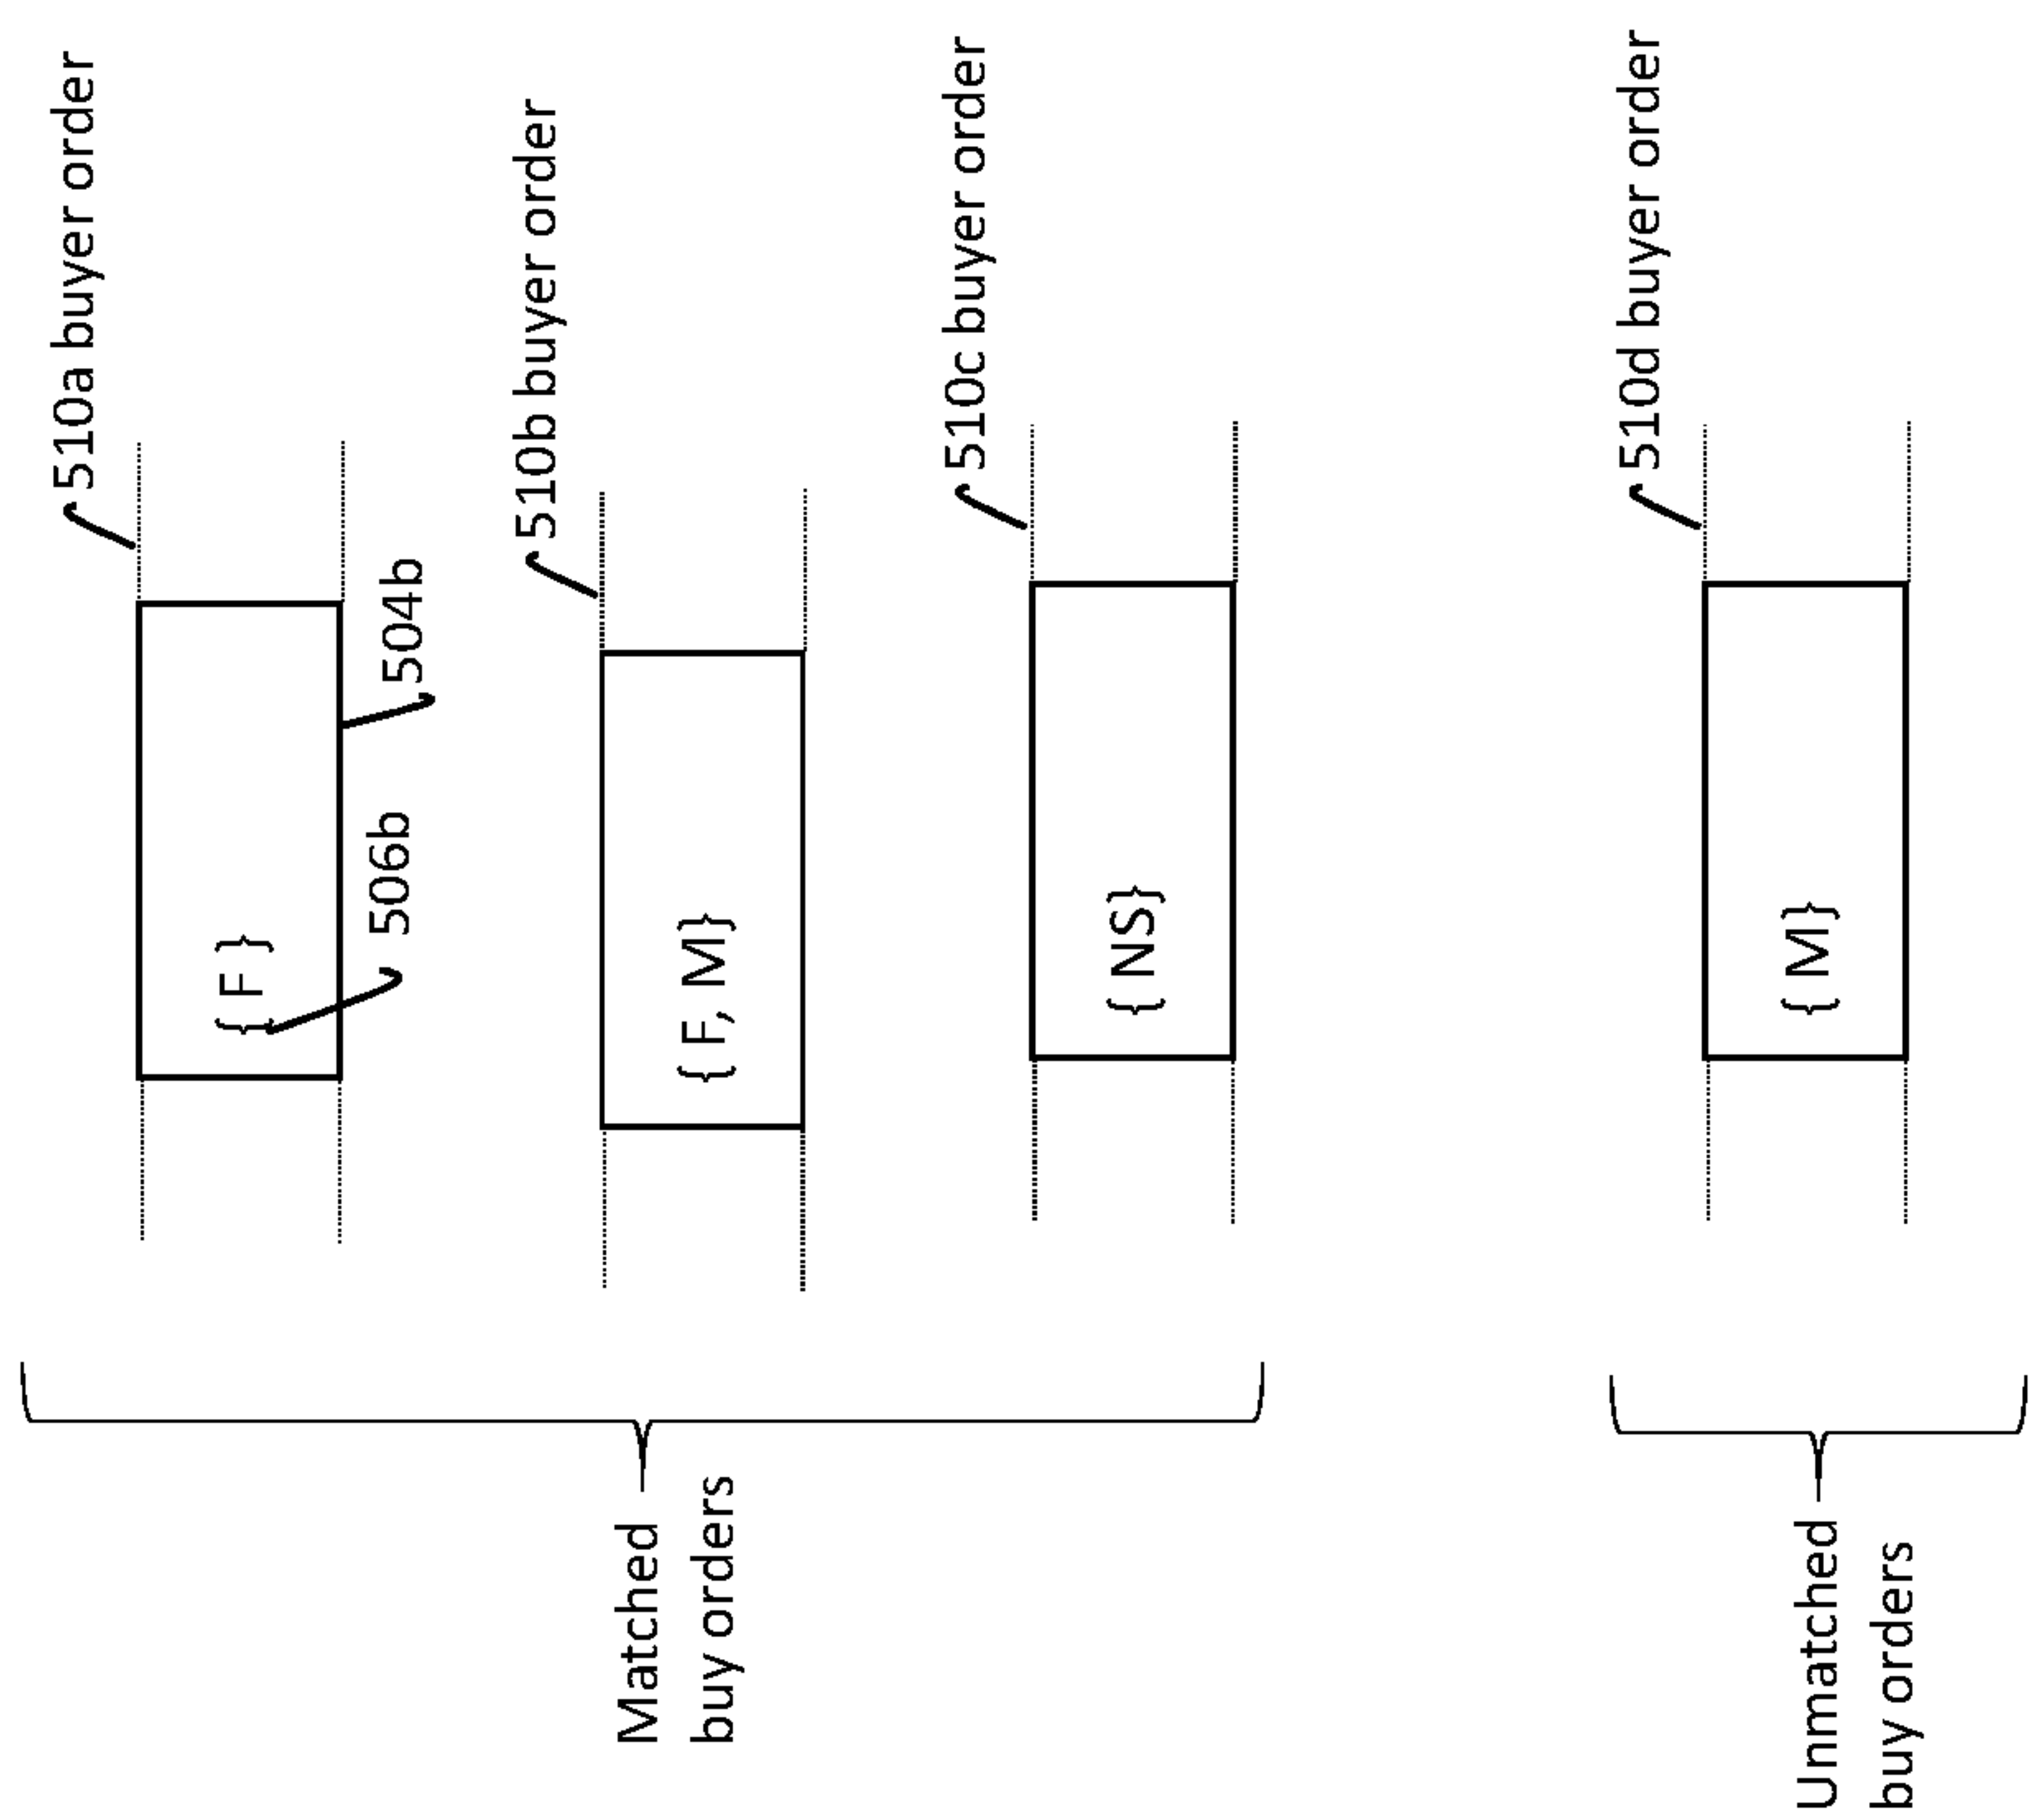 510a buyer order
{ F }
506b
504b
510b buyer order
{ F, M}
Matched
buy orders
510c buyer order
{ NS}
510d buyer order
{ M}
Unmatched
buy orders